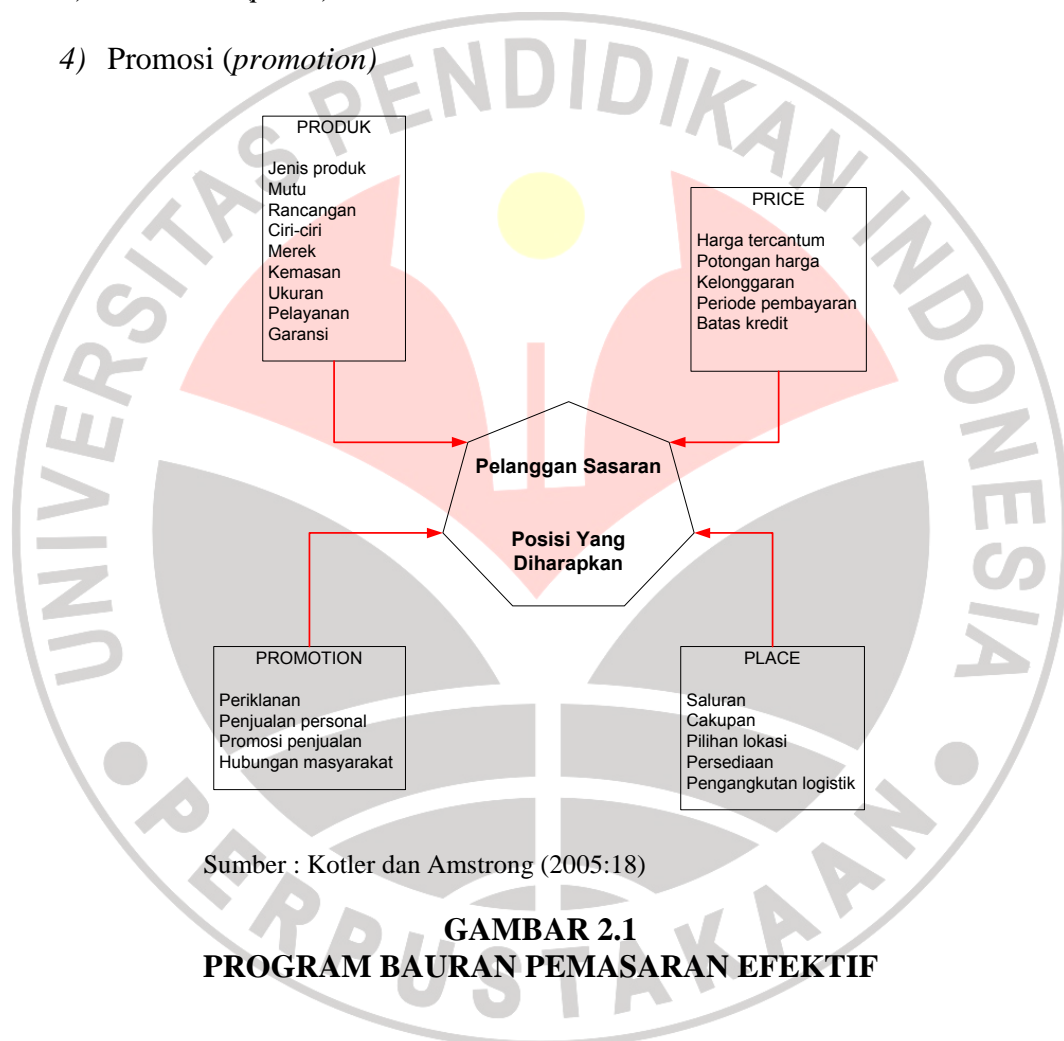 4) Promosi (promotion)
PRODUK
Jenis produk
Mutu
Rancangan
Ciri-ciri
Merek
Kemasan
Ukuran
Pelayanan
Garansi
PRICE
Harga tercantum
Potongan harga
Kelonggaran
Periode pembayaran
Batas kredit
Pelanggan Sasaran
Posisi Yang
Diharapkan
PROMOTION
Periklanan
Penjualan personal
Promosi penjualan
Hubungan masyarakat
PLACE
Saluran
Cakupan
Pilihan lokasi
Persediaan
Pengangkutan logistik
Sumber : Kotler dan Amstrong (2005:18)
GAMBAR 2.1
PROGRAM BAURAN PEMASARAN EFEKTIF
UNIVERSITAS PENDIDIKAN INDONESIA
PERPUSTAKAAN